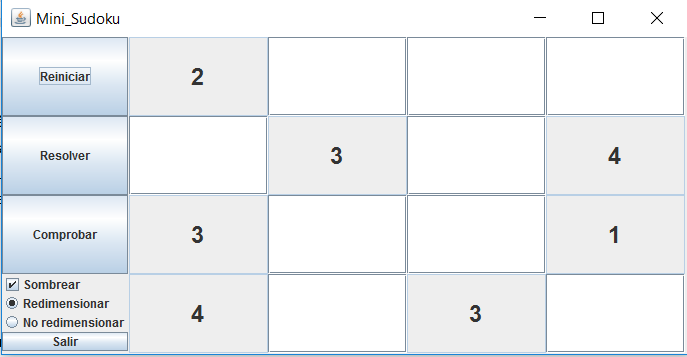 Mini_Sudoku
Reiniciar
2
Resolver
3
4
Comprobar
3
1
Sombrear
Redimensionar
No redimensionar
Salir
4
3